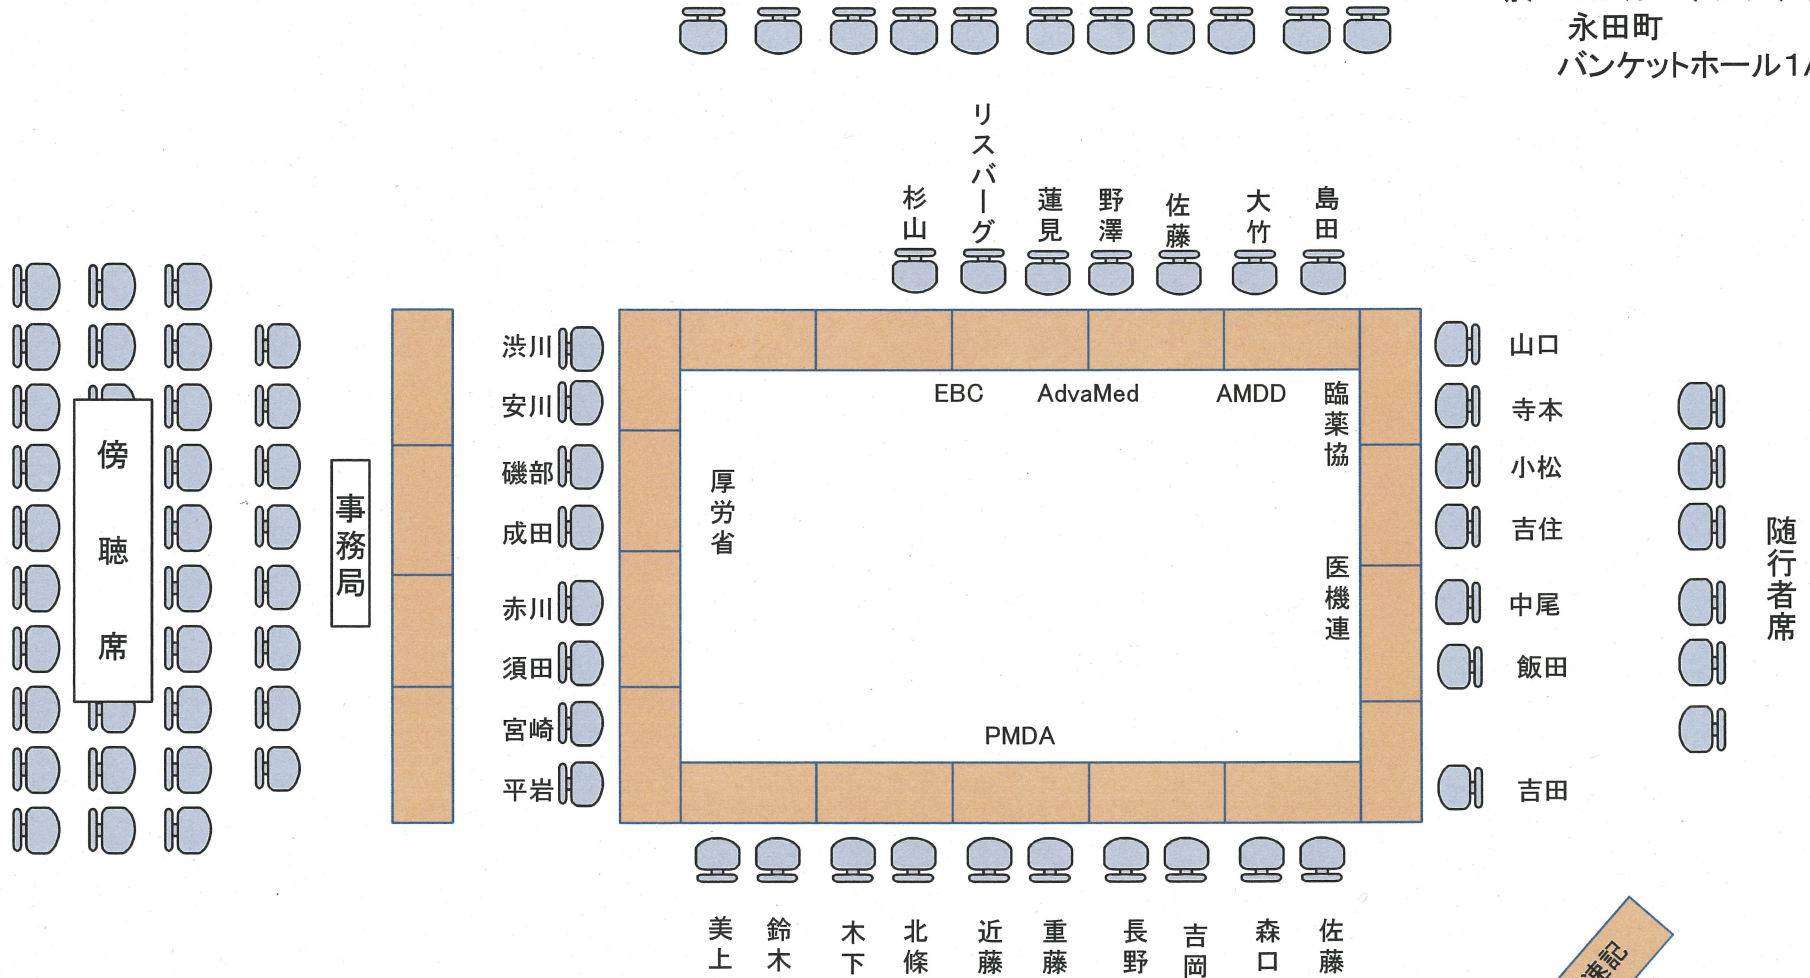 永田町
バンケットホール1
リスバーグ
杉山
蓮見
野澤
佐藤
大竹
島田
渋川
安川
磯部
成田
赤川
須田
宮崎
平岩
EBC
AdvaMed
AMDD
臨薬協
厚労省
医機連
PMDA
山口
寺本
小松
吉住
中尾
飯田
吉田
随行者席
傍聴席
事務局
美上
鈴木
木下
北條
近藤
重藤
長野
吉岡
森口
佐藤
速記